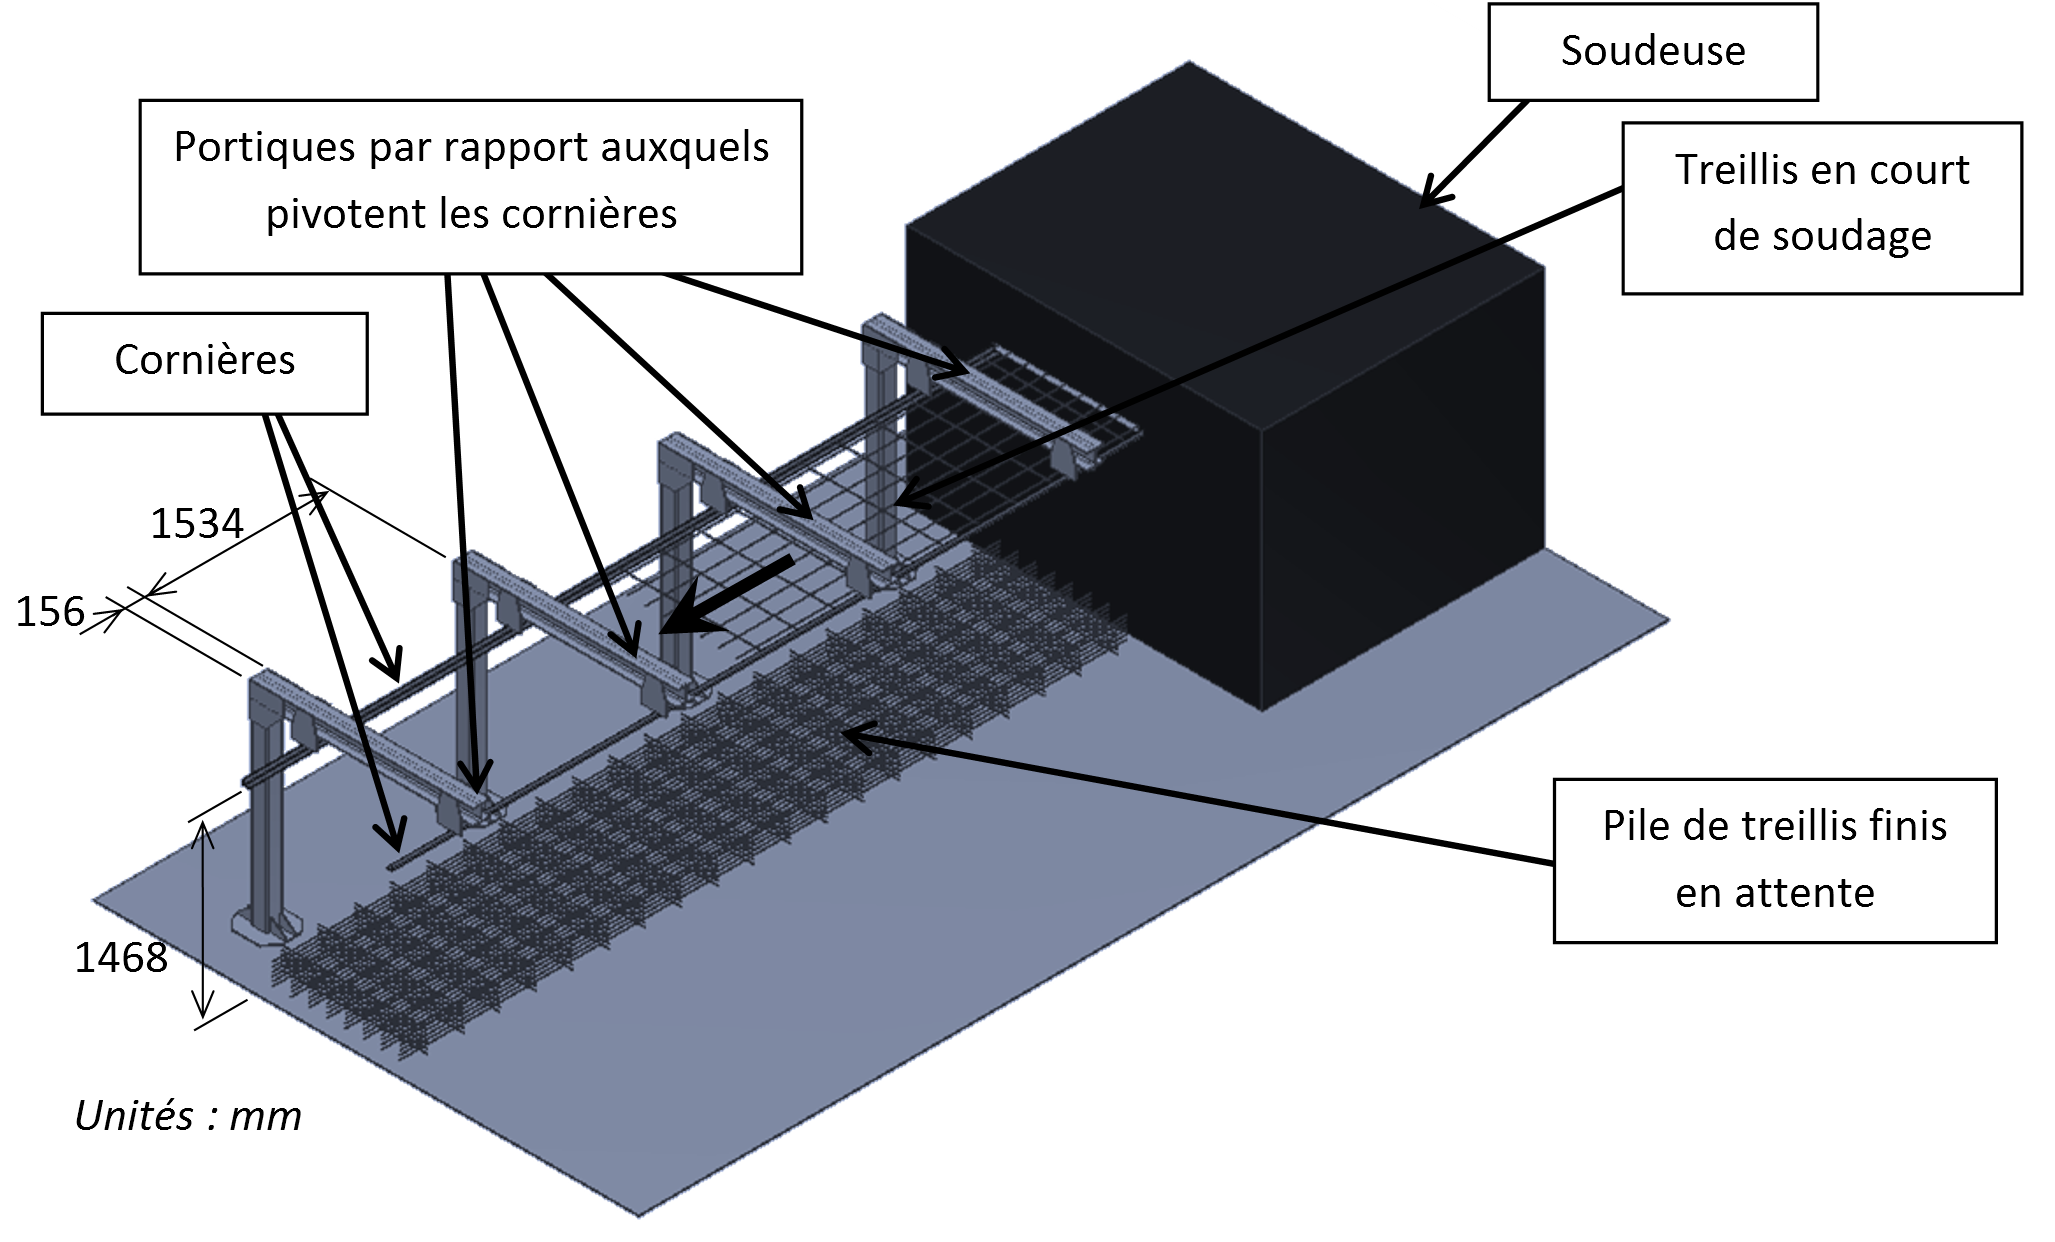 Soudeuse
Portiques par rapport auxquels
pivotent les cornières
Treillis en court
de soudage
Cornières
1534
156
Pile de treillis finis
en attente
1468
Unités : mm